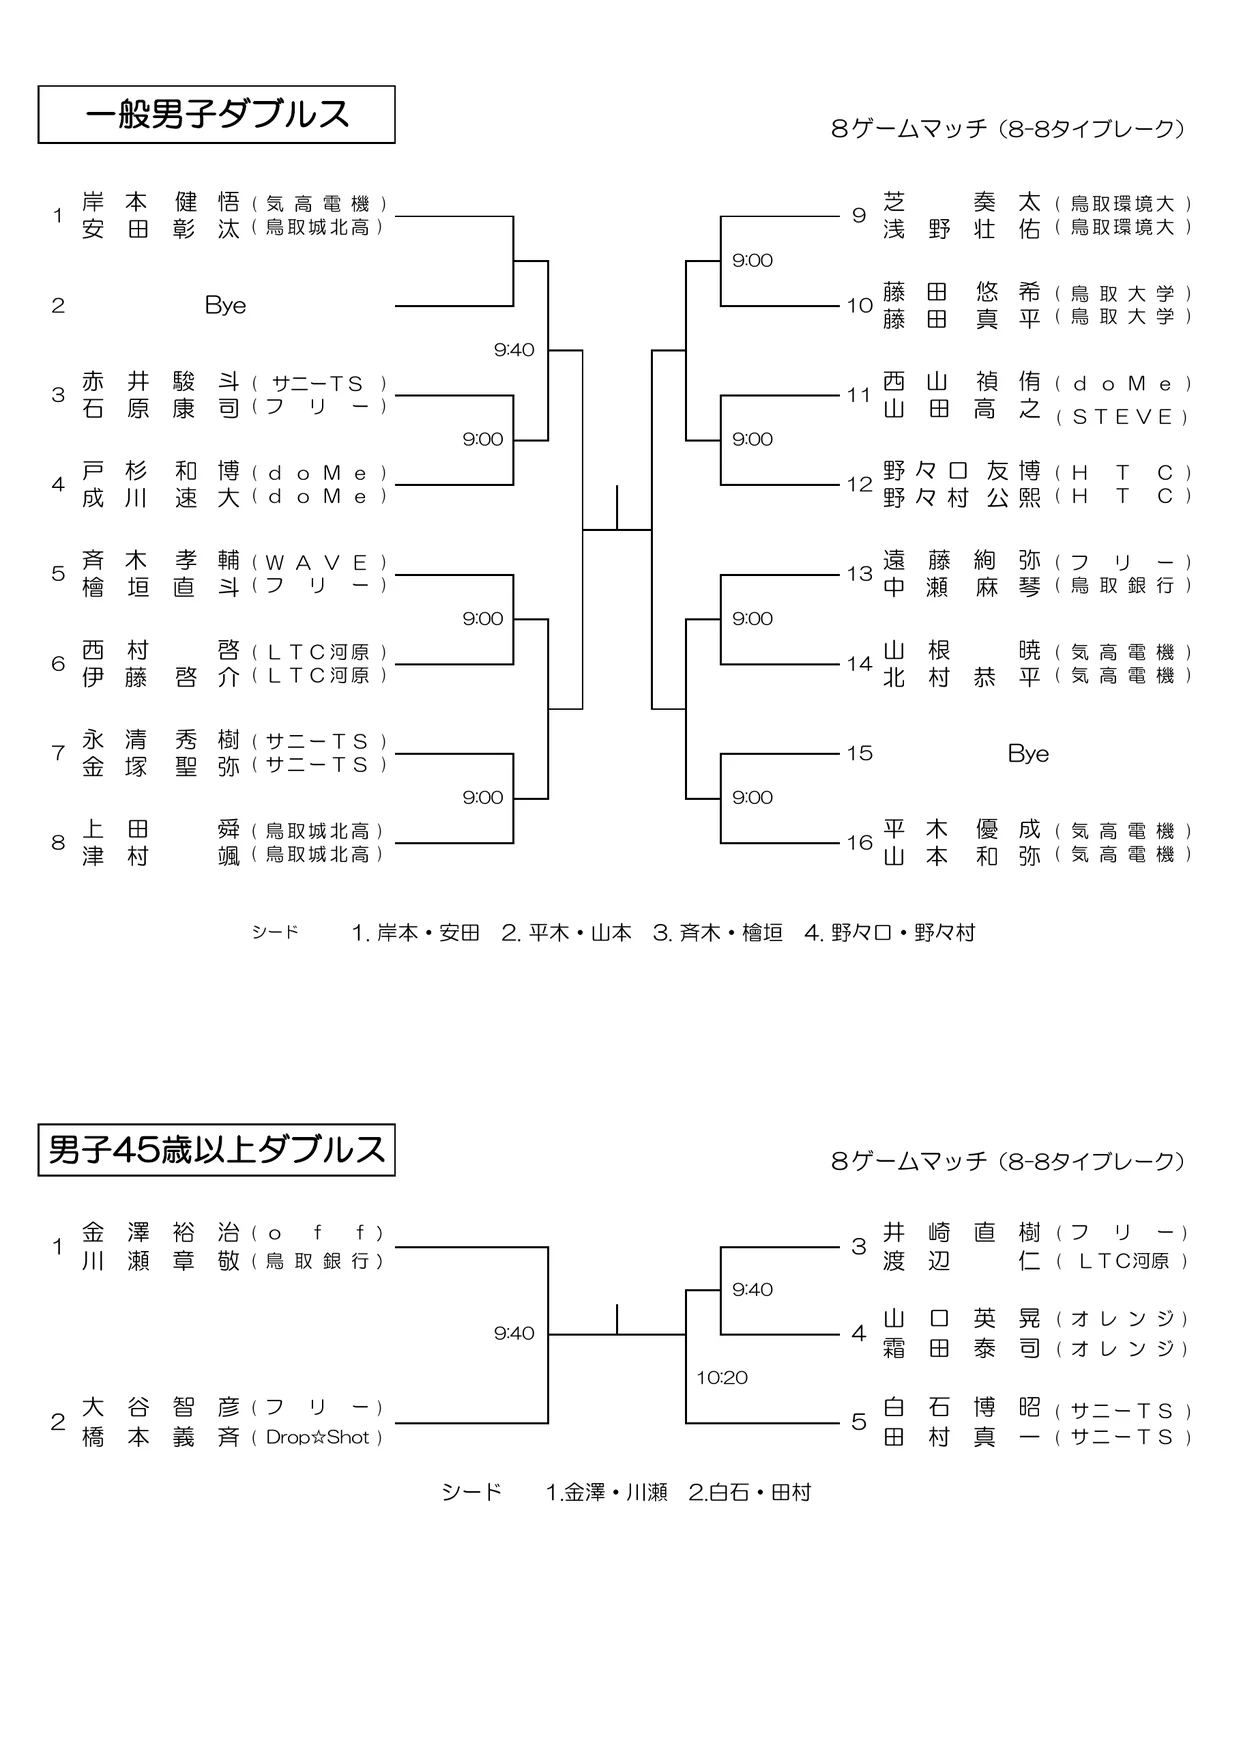 一般男子ダブルス
8ゲームマッチ（8-8タイブレーク）
1 岸本健悟(気高電機)
安田彰汰(鳥取城北高)
2 Bye
9:40
3 赤井駿斗(サニーTS)
石原康司(フリー)
9:00
4 戸杉和博(doMe)
成川速大(doMe)
5 斉木孝輔(WAVE)
檜垣直斗(フリー)
9:00
6 西村啓(LTC河原)
伊藤啓介(LTC河原)
7 永清秀樹(サニーTS)
金塚聖弥(サニーTS)
9:00
8 上田舜(鳥取城北高)
津村颯(鳥取城北高)
9 芝奏太(鳥取環境大)
浅野壮佑(鳥取環境大)
9:00
10 藤田悠希(鳥取大学)
藤田真平(鳥取大学)
11 西山禎侑(doMe)
山田高之(STEVE)
9:00
12 野々口友博(HTC)
野々村公熙(HTC)
13 遠藤絢弥(フリー)
中瀬麻琴(鳥取銀行)
9:00
14 山根暁(気高電機)
北村恭平(気高電機)
15 Bye
9:00
16 平木優成(気高電機)
山本和弥(気高電機)
シード 1. 岸本・安田 2. 平木・山本 3. 斉木・檜垣 4. 野々口・野々村
男子45歳以上ダブルス
8ゲームマッチ（8-8タイブレーク）
1 金澤裕治(off)
川瀬章敬(鳥取銀行)
9:40
2 大谷智彦(フリー)
橋本義斉(Drop☆Shot)
3 井崎直樹(フリー)
渡辺仁(LTC河原)
9:40
4 山口英晃(オレンジ)
霜田泰司(オレンジ)
10:20
5 白石博昭(サニーTS)
田村真一(サニーTS)
シード 1.金澤・川瀬 2.白石・田村